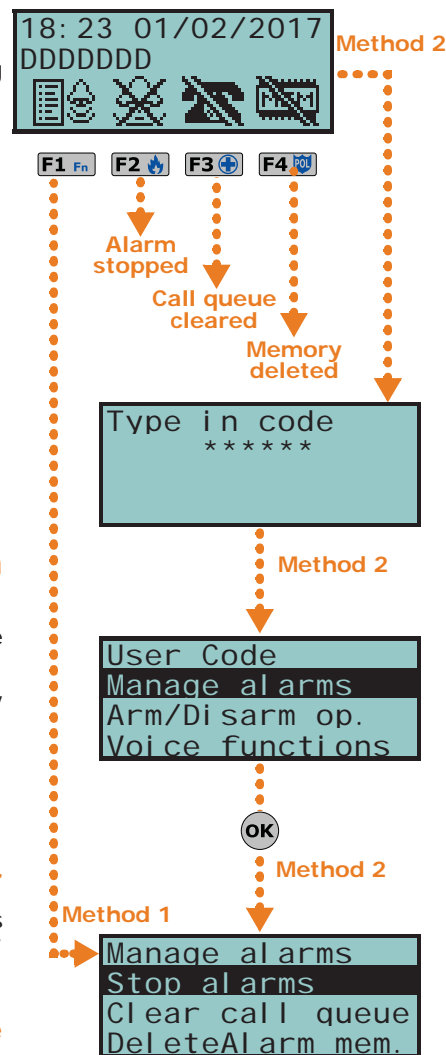 18:23 01/02/2017
DDDDDDD
Method 2
F1 Fn F2 F3 F4 POL
Alarm
stopped
Call queue
cleared
Memory
deleted
Type in code
******
Method 2
User Code
Manage alarms
Arm/Disarm op.
Voice functions
OK
Method 2
Method 1
Manage alarms
Stop alarms
Clear call queue
DeleteAlarm mem.